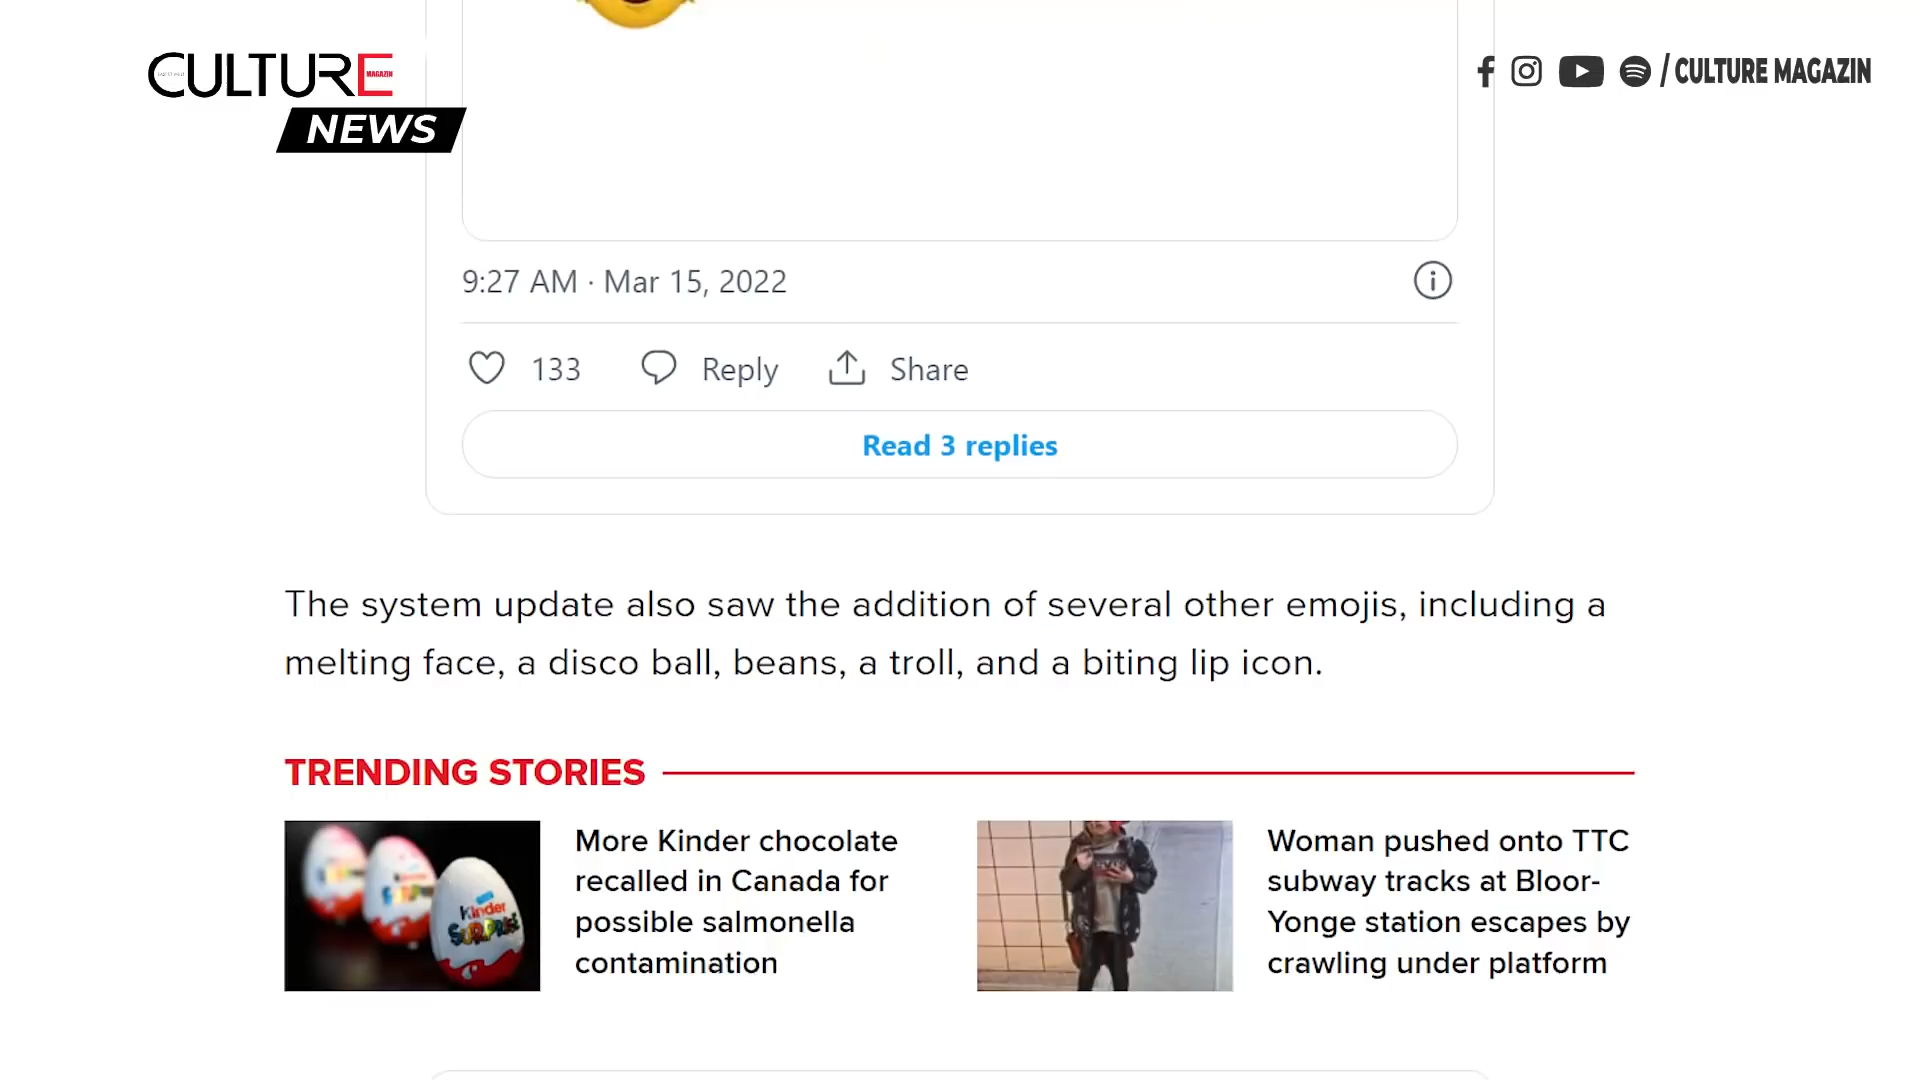 CULTURE
MAGAZIN
NEWS
/ CULTURE MAGAZIN
9:27 AM · Mar 15, 2022
133 Reply Share
Read 3 replies
The system update also saw the addition of several other emojis, including a
melting face, a disco ball, beans, a troll, and a biting lip icon.
TRENDING STORIES
More Kinder chocolate
recalled in Canada for
possible salmonella
contamination
Kinder
SURPRISE
Woman pushed onto TTC
subway tracks at Bloor-
Yonge station escapes by
crawling under platform